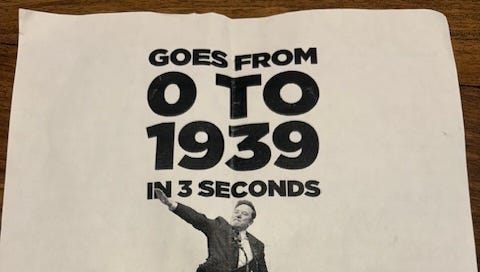 GOES FROM
0 TO
1939
IN 3 SECONDS